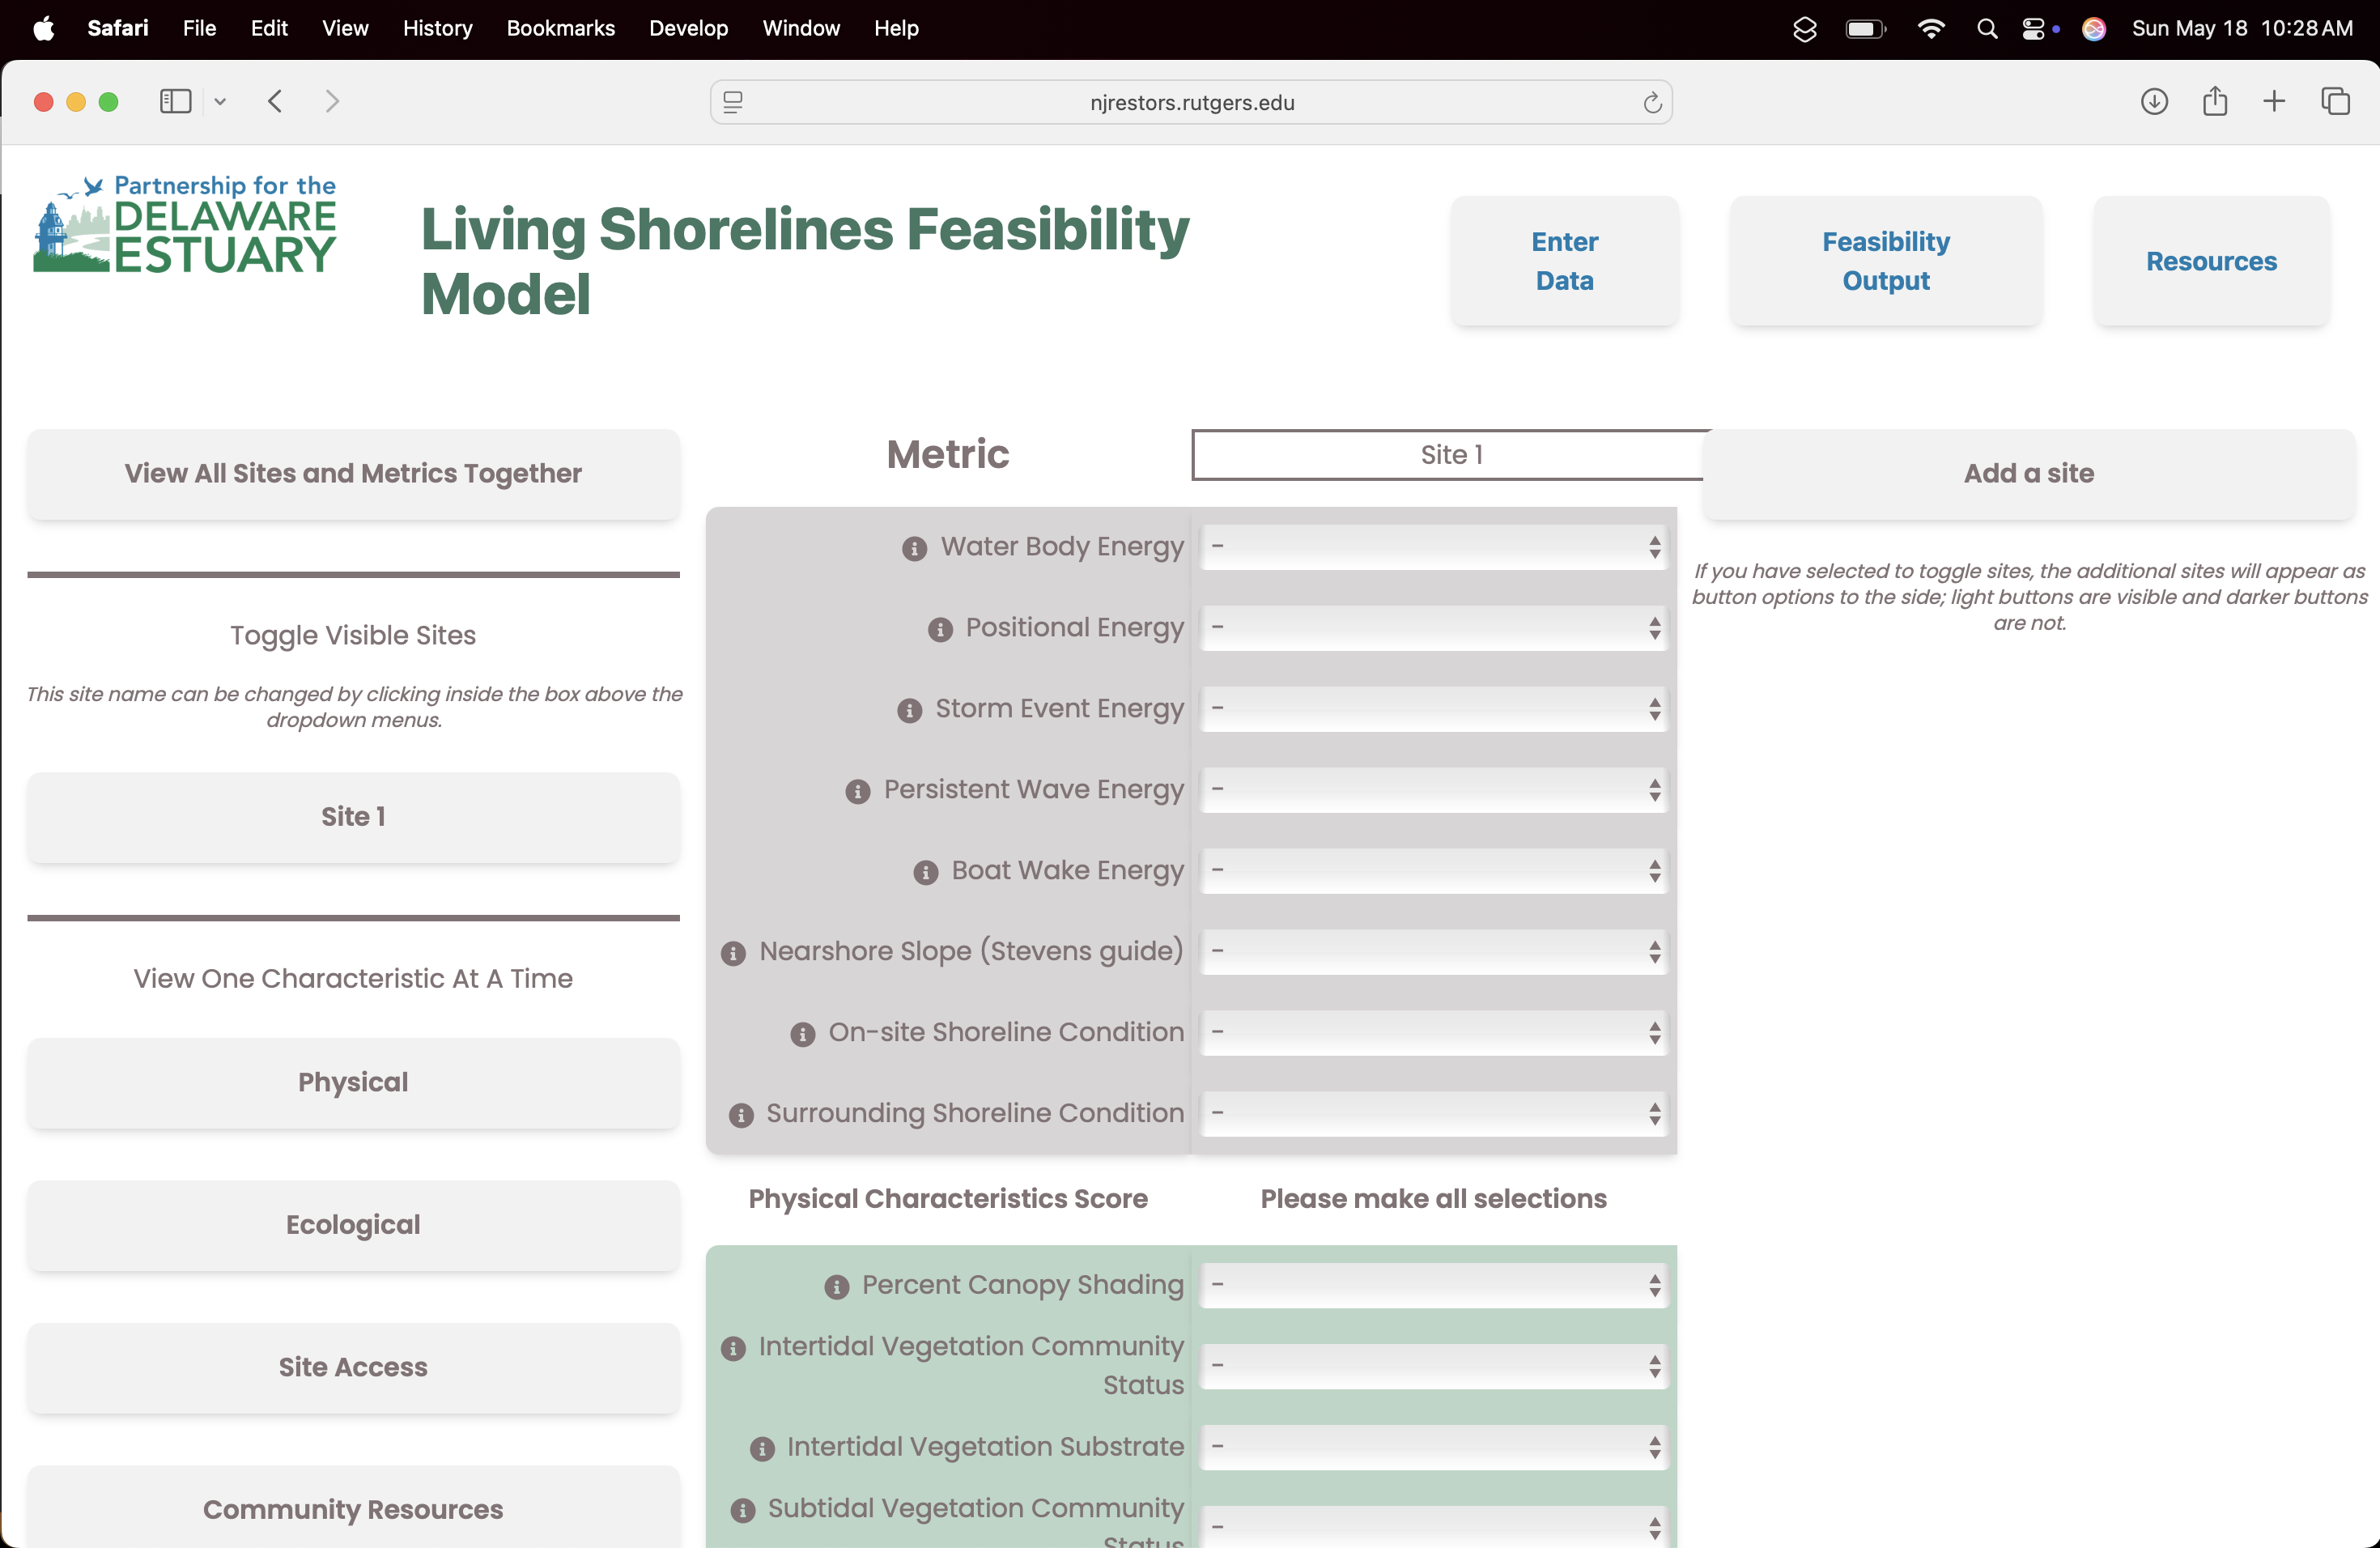 Safari File Edit View History Bookmarks Develop Window Help Sun May 18 10:28 AM
njrestors.rutgers.edu
Partnership for the
DELAWARE
ESTUARY
Living Shorelines Feasibility
Model
Enter
Data
Feasibility
Output
Resources
View All Sites and Metrics Together
Toggle Visible Sites
This site name can be changed by clicking inside the box above the
dropdown menus.
Site 1
View One Characteristic At A Time
Physical
Ecological
Site Access
Community Resources
Metric
Site 1
Water Body Energy -
Positional Energy -
Storm Event Energy -
Persistent Wave Energy -
Boat Wake Energy -
Nearshore Slope (Stevens guide) -
On-site Shoreline Condition -
Surrounding Shoreline Condition -
Physical Characteristics Score Please make all selections
Percent Canopy Shading -
Intertidal Vegetation Community
Status -
Intertidal Vegetation Substrate -
Subtidal Vegetation Community
Status -
Add a site
If you have selected to toggle sites, the additional sites will appear as
button options to the side; light buttons are visible and darker buttons
are not.